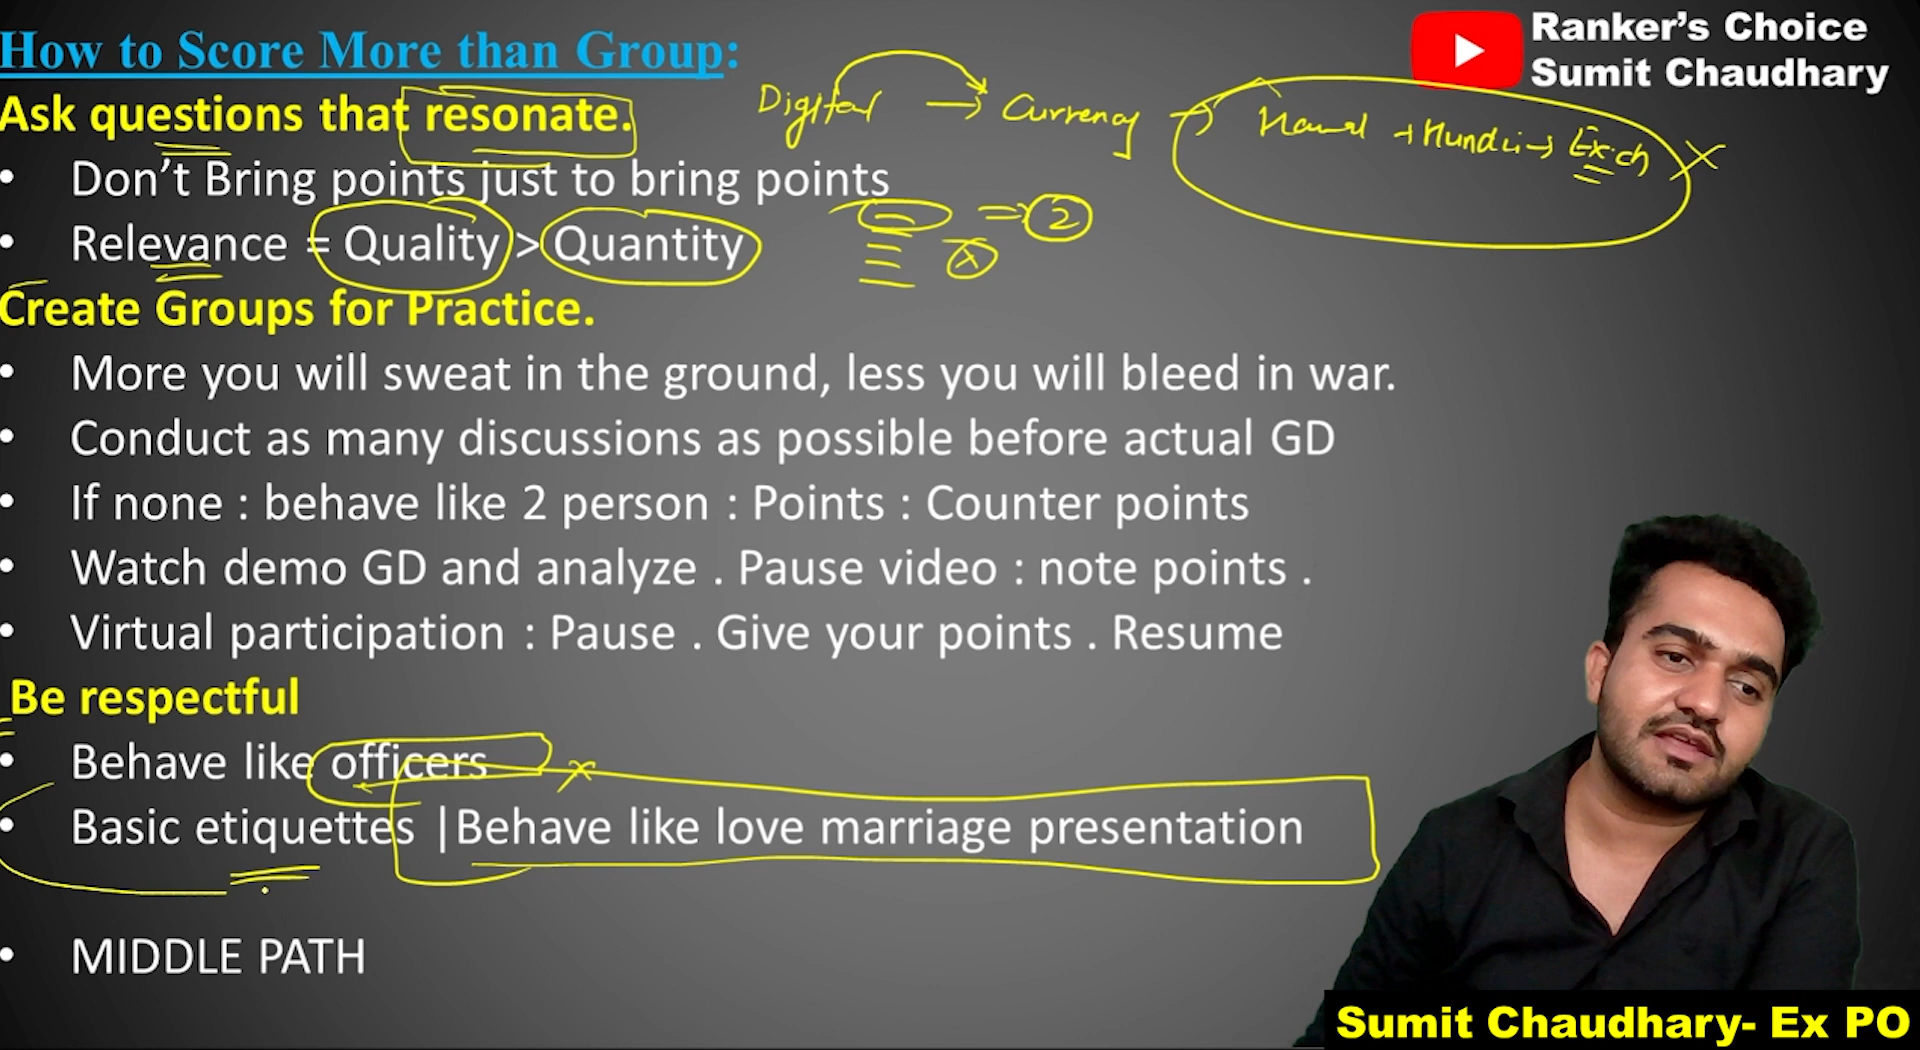 How to Score More than Group:
Ranker's Choice
Sumit Chaudhary
Ask questions that resonate.
Digital → Currency → Hawal + Hundi → Exch
• Don't Bring points just to bring points
• Relevance = Quality > Quantity
⇒ 2
Create Groups for Practice.
• More you will sweat in the ground, less you will bleed in war.
• Conduct as many discussions as possible before actual GD
• If none : behave like 2 person : Points : Counter points
• Watch demo GD and analyze . Pause video : note points .
• Virtual participation : Pause . Give your points . Resume
Be respectful
• Behave like officers
• Basic etiquettes |Behave like love marriage presentation
• MIDDLE PATH
Sumit Chaudhary- Ex PO